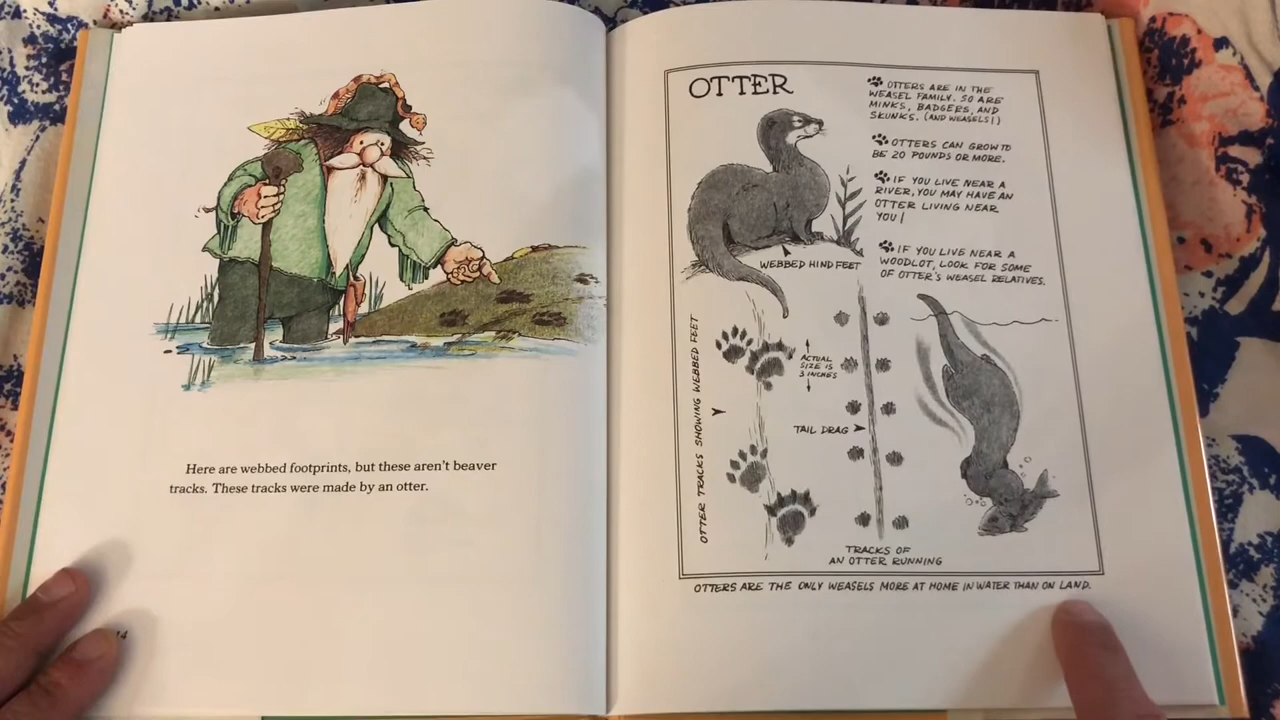 Here are webbed footprints, but these aren't beaver
tracks. These tracks were made by an otter.
14
OTTER
OTTERS ARE IN THE
WEASEL FAMILY. SO ARE
MINKS, BADGERS, AND
SKUNKS. (AND WEASELS!)
OTTERS CAN GROW TO
BE 20 POUNDS OR MORE.
IF YOU LIVE NEAR A
RIVER, YOU MAY HAVE AN
OTTER LIVING NEAR
YOU!
IF YOU LIVE NEAR A
WOODLOT, LOOK FOR SOME
OF OTTER'S WEASEL RELATIVES.
WEBBED HIND FEET
OTTER TRACKS SHOWING WEBBED FEET
ACTUAL
SIZE IS
3 INCHES
TAIL DRAG
TRACKS OF
AN OTTER RUNNING
OTTERS ARE THE ONLY WEASELS MORE AT HOME IN WATER THAN ON LAND.